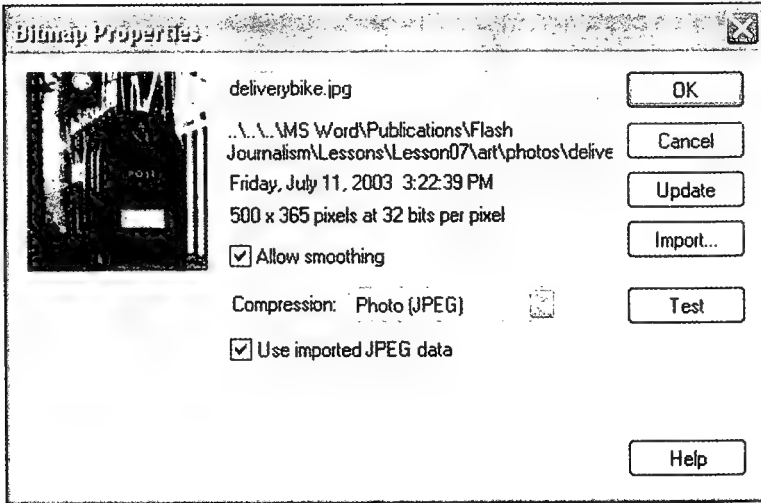 Bitmap Properties
deliverybike.jpg
..\..\..\MS Word\Publications\Flash
Journalism\Lessons\Lesson07\art\photos\delive
Friday, July 11, 2003 3:22:39 PM
500 x 365 pixels at 32 bits per pixel
Allow smoothing
Compression: Photo (JPEG)
Use imported JPEG data
OK
Cancel
Update
Import...
Test
Help
POST